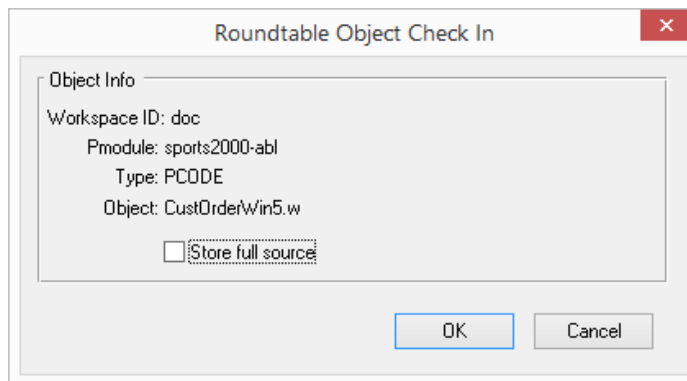 Roundtable Object Check In
Object Info
Workspace ID: doc
Pmodule: sports2000-abl
Type: PCODE
Object: CustOrderWin5.w
Store full source
OK
Cancel